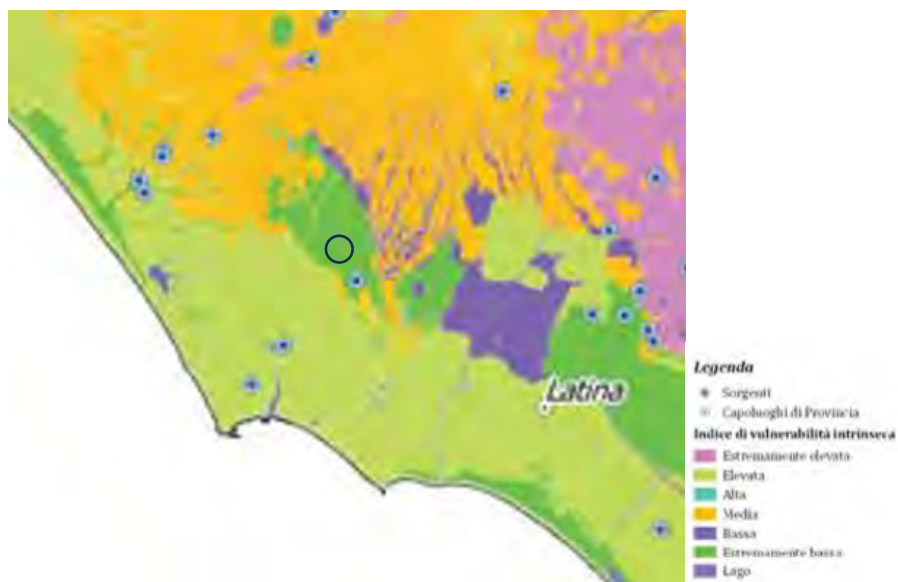 Latina
Legenda
Sorgenti
Capoluoghi di Provincia
Indice di vulnerabilità intrinseca
Estremamente elevata
Elevata
Alta
Media
Bassa
Estremamente bassa
Lago